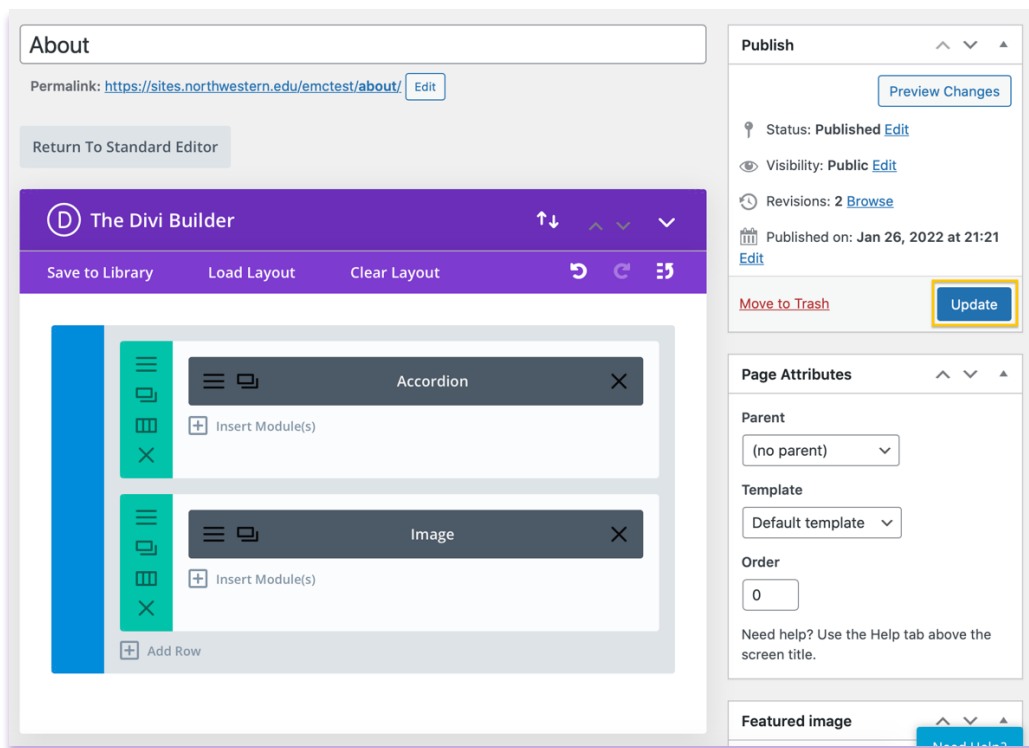 About
Permalink: https://sites.northwestern.edu/emctest/about/ Edit
Return To Standard Editor
The Divi Builder
Save to Library Load Layout Clear Layout
Accordion
Insert Module(s)
Image
Insert Module(s)
Add Row
Publish
Preview Changes
Status: Published Edit
Visibility: Public Edit
Revisions: 2 Browse
Published on: Jan 26, 2022 at 21:21
Edit
Move to Trash Update
Page Attributes
Parent
(no parent)
Template
Default template
Order
0
Need help? Use the Help tab above the
screen title.
Featured image
Need Help?